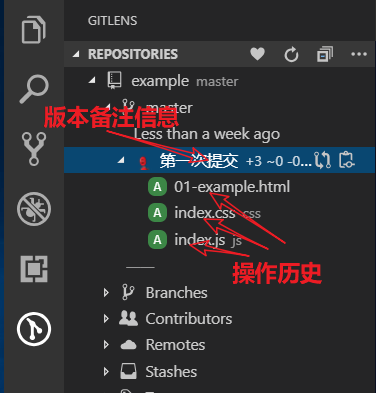 GITLENS
REPOSITORIES
example master
master
版本备注信息
Less than a week ago
第一次提交 +3 ~0 -0...
A 01-example.html
A index.css css
A index.js js
操作历史
Branches
Contributors
Remotes
Stashes